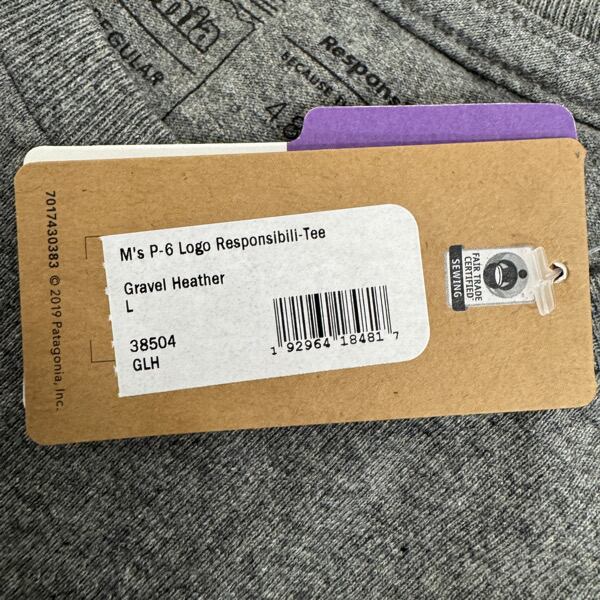 REGULAR
Respons
BECAUSE
M's P-6 Logo Responsibili-Tee
Gravel Heather
L
38504
GLH
1 92964 18481 7
FAIR TRADE
CERTIFIED
SEWING
7017430383 © 2019 Patagonia, Inc.